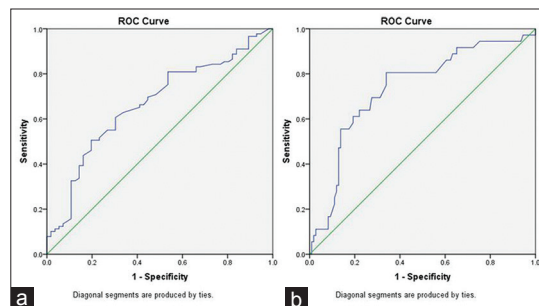 ROC Curve
Sensitivity
1.0
0.8
0.6
0.4
0.2
0.0
0.0 0.2 0.4 0.6 0.8 1.0
1 - Specificity
Diagonal segments are produced by ties.
a
ROC Curve
Sensitivity
1.0
0.8
0.6
0.4
0.2
0.0
0.0 0.2 0.4 0.6 0.8 1.0
1 - Specificity
Diagonal segments are produced by ties.
b